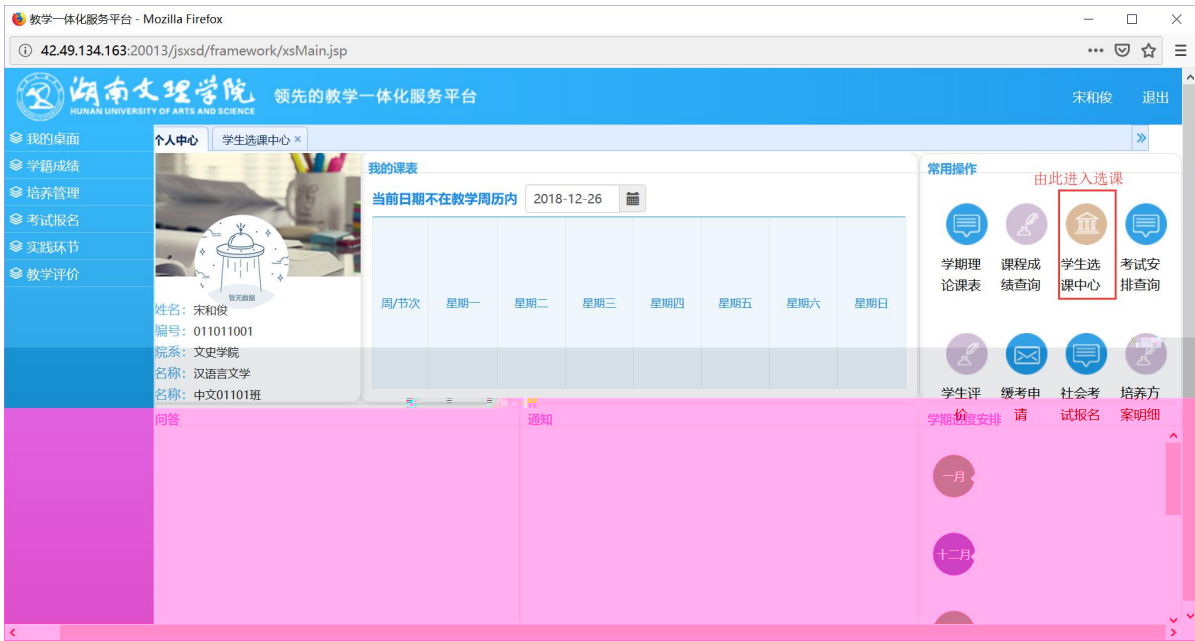 教学一体化服务平台 - Mozilla Firefox
42.49.134.163:20013/jsxsd/framework/xsMain.jsp
湖南文理学院
HUNAN UNIVERSITY OF ARTS AND SCIENCE
领先的教学一体化服务平台
宋和俊 退出
我的桌面
学籍成绩
培养管理
考试报名
实践环节
教学评价
个人中心 学生选课中心
暂无数据
姓名：宋和俊
编号：011011001
院系：文史学院
名称：汉语言文学
名称：中文01101班
我的课表
当前日期不在教学周历内 2018-12-26
周/节次 星期一 星期二 星期三 星期四 星期五 星期六 星期日
常用操作
由此进入选课
学期理论课表
课程成绩查询
学生选课中心
考试安排查询
学生评价
缓考申请
社会考试报名
培养方案明细
问答
通知
学期进度安排
一月
十二月